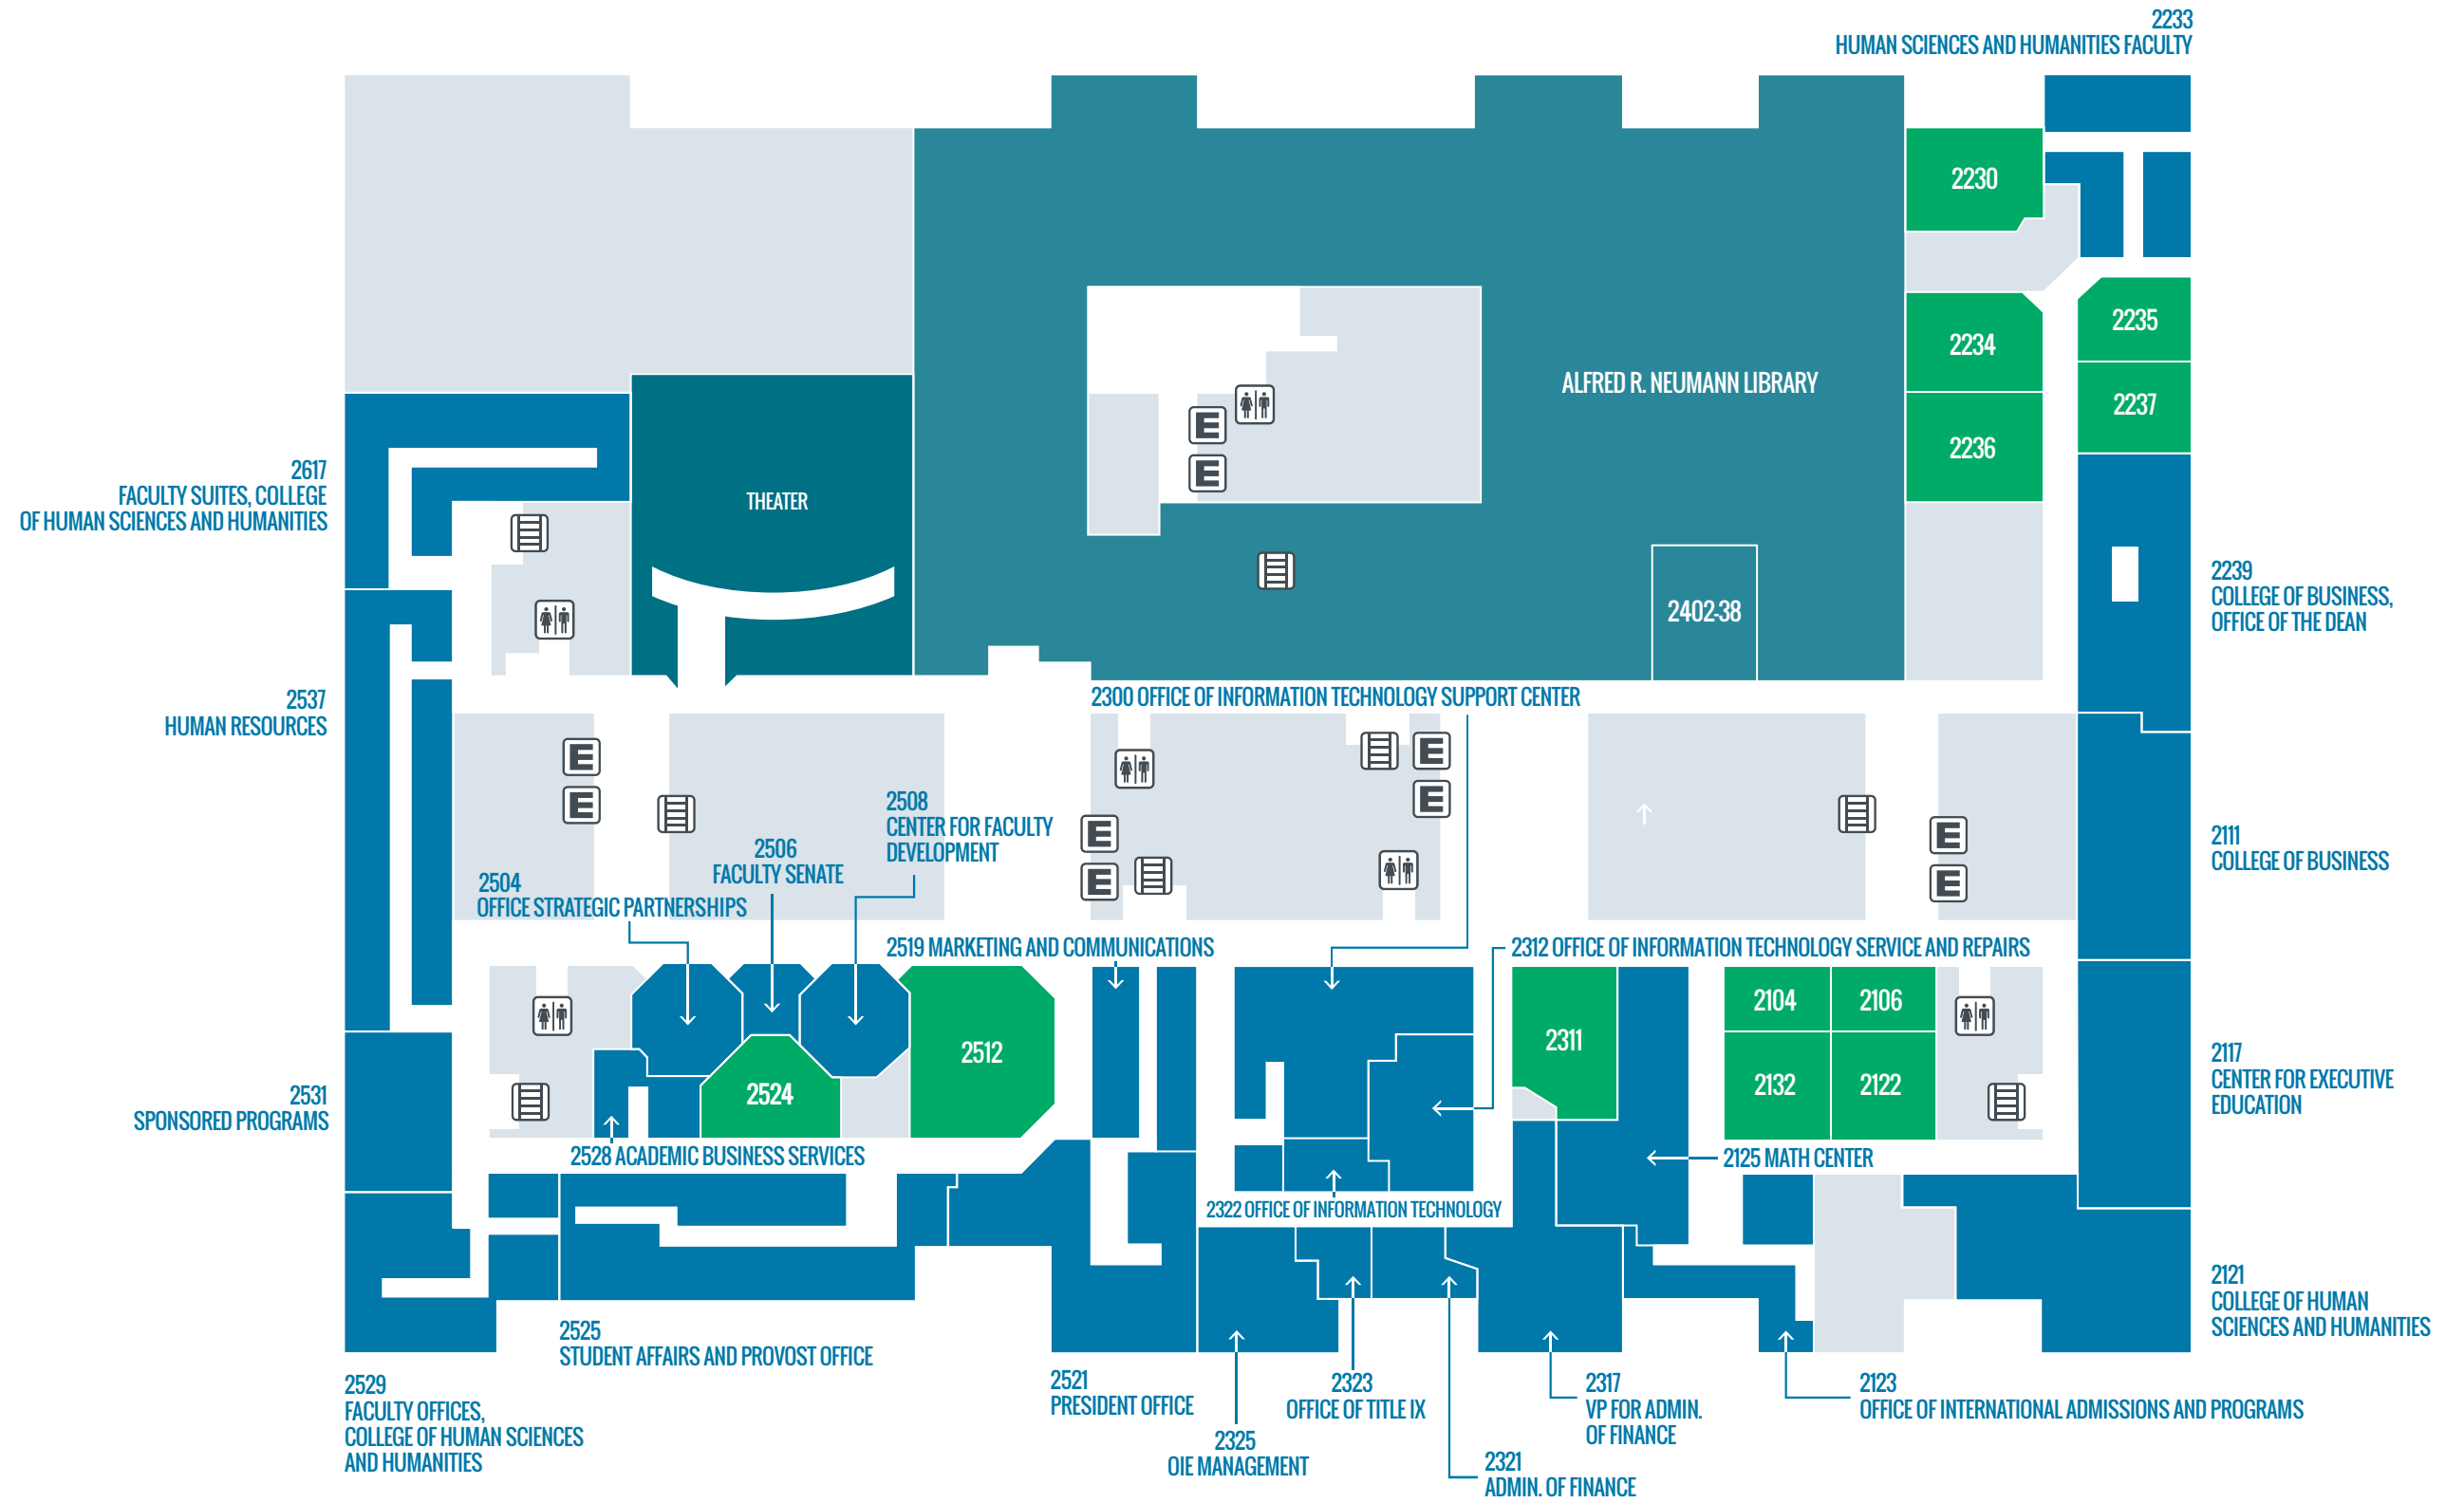 2233
HUMAN SCIENCES AND HUMANITIES FACULTY
2230
2235
2234
ALFRED R. NEUMANN LIBRARY
2237
E
2236
E
2617
FACULTY SUITES, COLLEGE
OF HUMAN SCIENCES AND HUMANITIES
THEATER
2402-38
2239
COLLEGE OF BUSINESS,
OFFICE OF THE DEAN
2537
HUMAN RESOURCES
2300 OFFICE OF INFORMATION TECHNOLOGY SUPPORT CENTER
E
E
E
E
E
E
E
E
2508
CENTER FOR FACULTY
DEVELOPMENT
2506
FACULTY SENATE
2504
OFFICE STRATEGIC PARTNERSHIPS
2111
COLLEGE OF BUSINESS
2519 MARKETING AND COMMUNICATIONS
2312 OFFICE OF INFORMATION TECHNOLOGY SERVICE AND REPAIRS
2104
2106
2311
2512
2524
2132
2122
2117
CENTER FOR EXECUTIVE
EDUCATION
2531
SPONSORED PROGRAMS
2528 ACADEMIC BUSINESS SERVICES
2125 MATH CENTER
2322 OFFICE OF INFORMATION TECHNOLOGY
2121
COLLEGE OF HUMAN
SCIENCES AND HUMANITIES
2525
STUDENT AFFAIRS AND PROVOST OFFICE
2529
FACULTY OFFICES,
COLLEGE OF HUMAN SCIENCES
AND HUMANITIES
2521
PRESIDENT OFFICE
2325
OIE MANAGEMENT
2323
OFFICE OF TITLE IX
2321
ADMIN. OF FINANCE
2317
VP FOR ADMIN.
OF FINANCE
2123
OFFICE OF INTERNATIONAL ADMISSIONS AND PROGRAMS